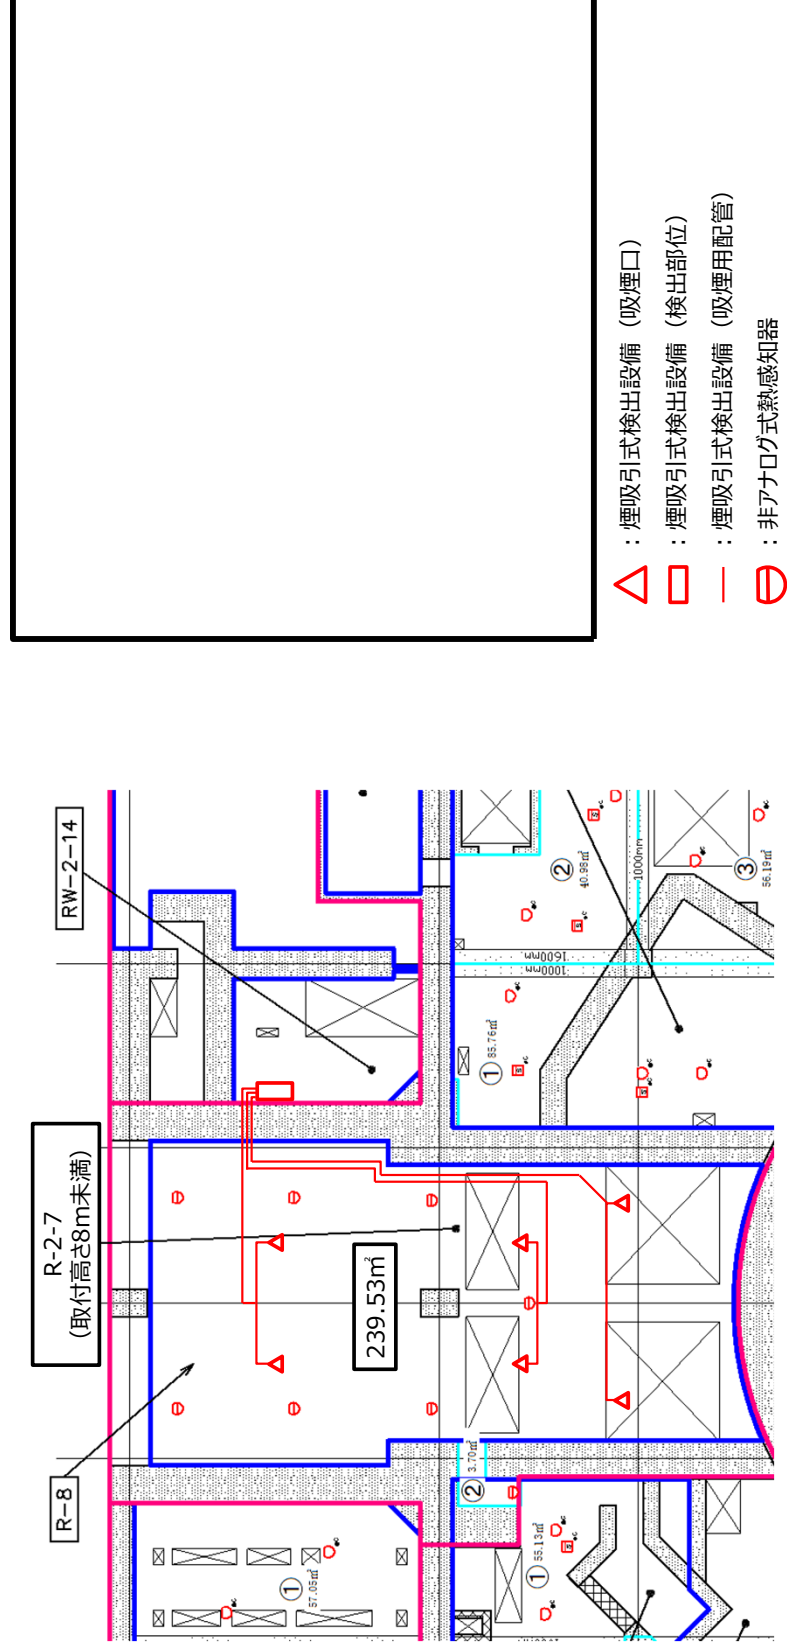 ：煙吸引式検出設備（吸煙口）
：煙吸引式検出設備（検出部位）
：煙吸引式検出設備（吸煙用配管）
：非アナログ式熱感知器
RW-2-14
R-2-7
（取付高さ8m未満）
R-8
239.53㎡
② 40.98㎡
③ 56.19㎡
① 85.76㎡
1000mm
1600mm
1000mm
② 3.70㎡
① 55.13㎡
① 57.05㎡